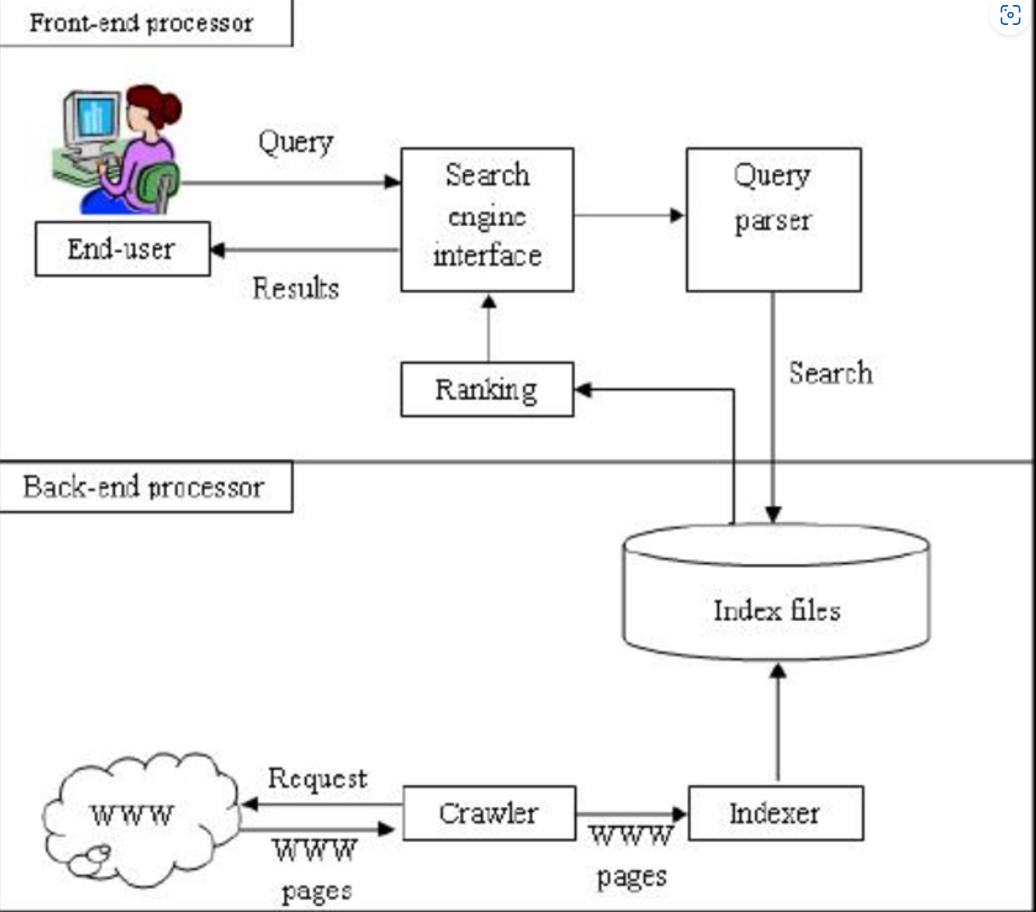 Front-end processor
Query
Search
engine
interface
Query
parser
End-user
Results
Ranking
Search
Back-end processor
Index files
WWW
Request
WWW
pages
Crawler
WWW
pages
Indexer